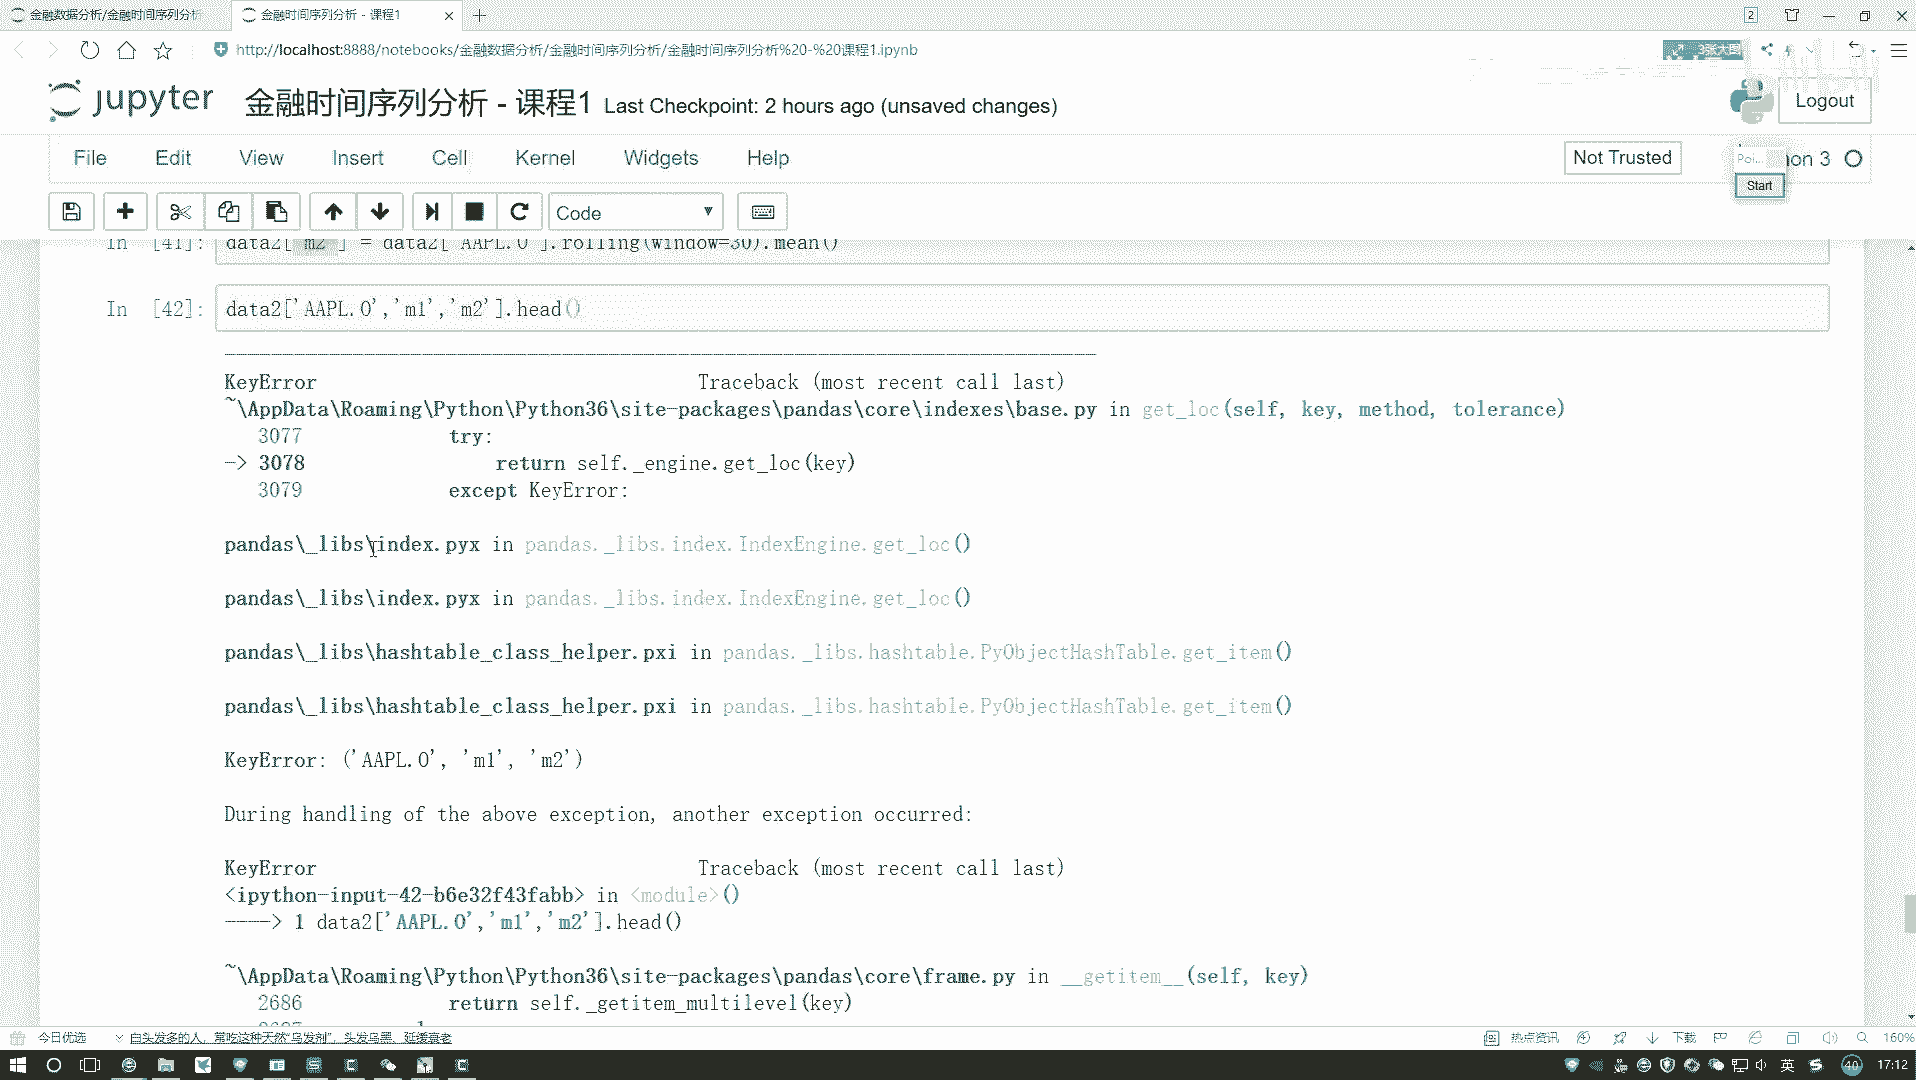 金融数据分析/金融时间序列分析
金融时间序列分析 - 课程1
2
http://localhost:8888/notebooks/金融数据分析/金融时间序列分析/金融时间序列分析%20-%20课程1.ipynb
3张大图
jupyter 金融时间序列分析 - 课程1 Last Checkpoint: 2 hours ago (unsaved changes)
Logout
File Edit View Insert Cell Kernel Widgets Help
Not Trusted
Poi...
Start
Code
In [41]: data2['m2'] = data2['AAPL.O'].rolling(window=30).mean()
In [42]: data2['AAPL.O','m1','m2'].head()
---------------------------------------------------------------------------
KeyError Traceback (most recent call last)
~\AppData\Roaming\Python\Python36\site-packages\pandas\core\indexes\base.py in get_loc(self, key, method, tolerance)
3077 try:
-> 3078 return self._engine.get_loc(key)
3079 except KeyError:
pandas\_libs\index.pyx in pandas._libs.index.IndexEngine.get_loc()
pandas\_libs\index.pyx in pandas._libs.index.IndexEngine.get_loc()
pandas\_libs\hashtable_class_helper.pxi in pandas._libs.hashtable.PyObjectHashTable.get_item()
pandas\_libs\hashtable_class_helper.pxi in pandas._libs.hashtable.PyObjectHashTable.get_item()
KeyError: ('AAPL.O', 'm1', 'm2')
During handling of the above exception, another exception occurred:
KeyError Traceback (most recent call last)
<ipython-input-42-b6e32f43fabb> in <module>()
----> 1 data2['AAPL.O','m1','m2'].head()
~\AppData\Roaming\Python\Python36\site-packages\pandas\core\frame.py in __getitem__(self, key)
2686 return self._getitem_multilevel(key)
今日优选
白头发多的人，常吃这种天然“乌发剂”，头发乌黑、延缓衰老
热点资讯
下载
160%
英
40
17:12